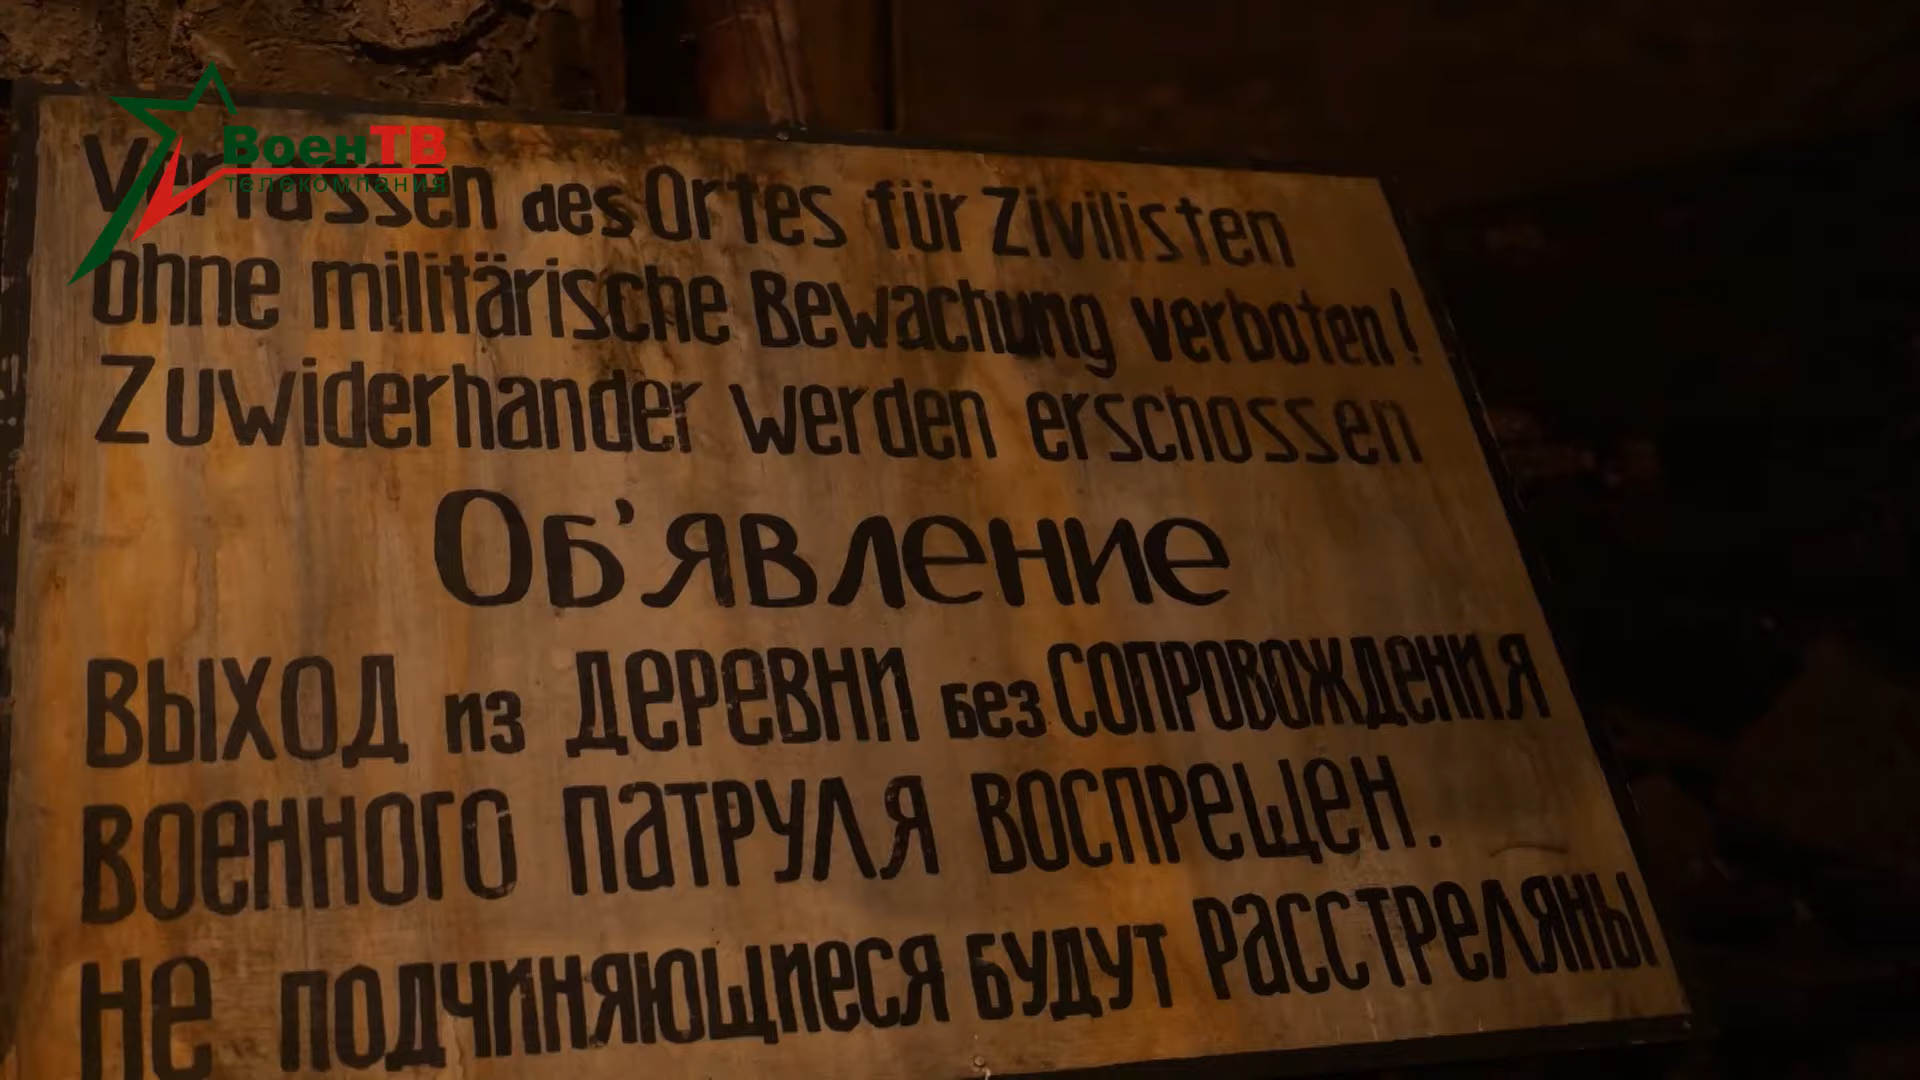 ВоенТВ
телекомпания
Verlassen des Ortes für Zivilisten
ohne militärische Bewachung verboten!
Zuwiderhander werden erschossen
Об'явление
ВЫХОД из ДЕРЕВНИ без СОПРОВОЖДЕНИЯ
ВОЕННОГО ПАТРУЛЯ ВОСПРЕЩЕН.
НЕ ПОДЧИНЯЮЩИЕСЯ БУДУТ РАССТРЕЛЯНЫ